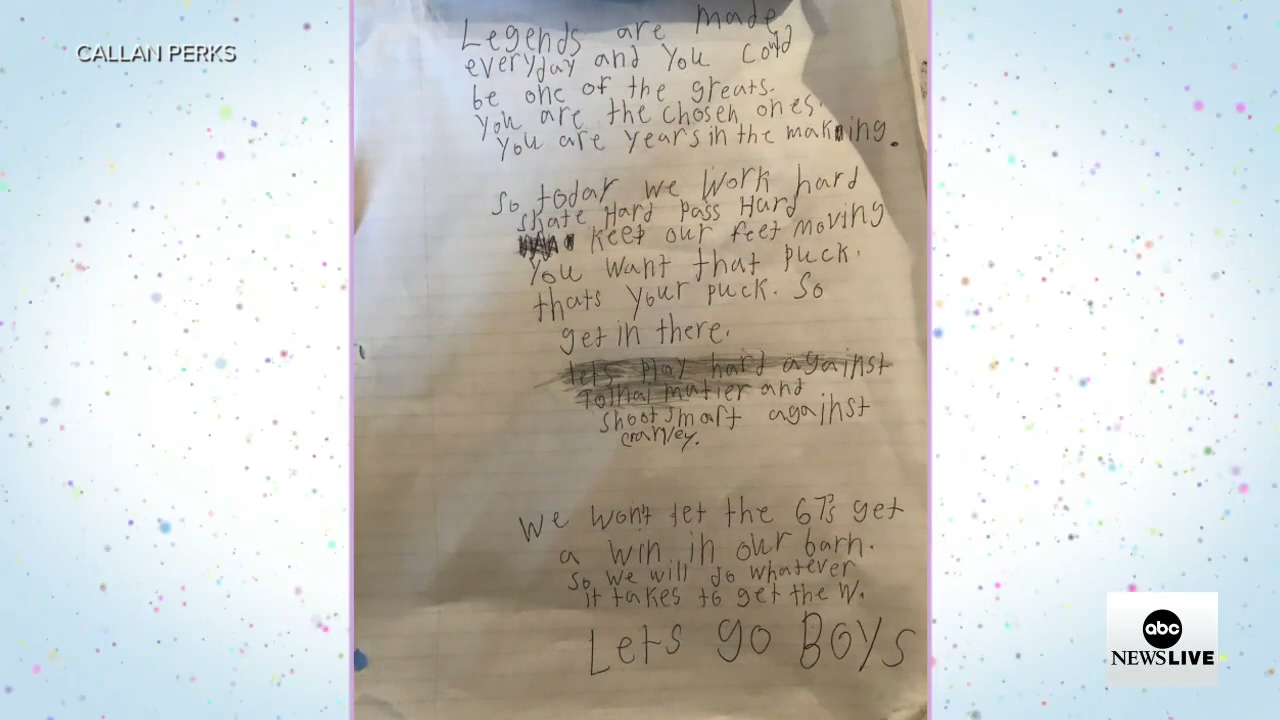 CALLAN PERKS
Legends are made
everyday and you could
be one of the greats.
you are the chosen ones.
you are years in the making.
So today we work hard
skate Hard pass Hard
keep our feet moving
you want that puck.
thats your puck. So
get in there.
lets play hard against
and
shoot smart against
We won't let the GT's get
a win in our barn.
so we will do whatever
it takes to get the W.
Lets go BOYS
abc
NEWSLIVE